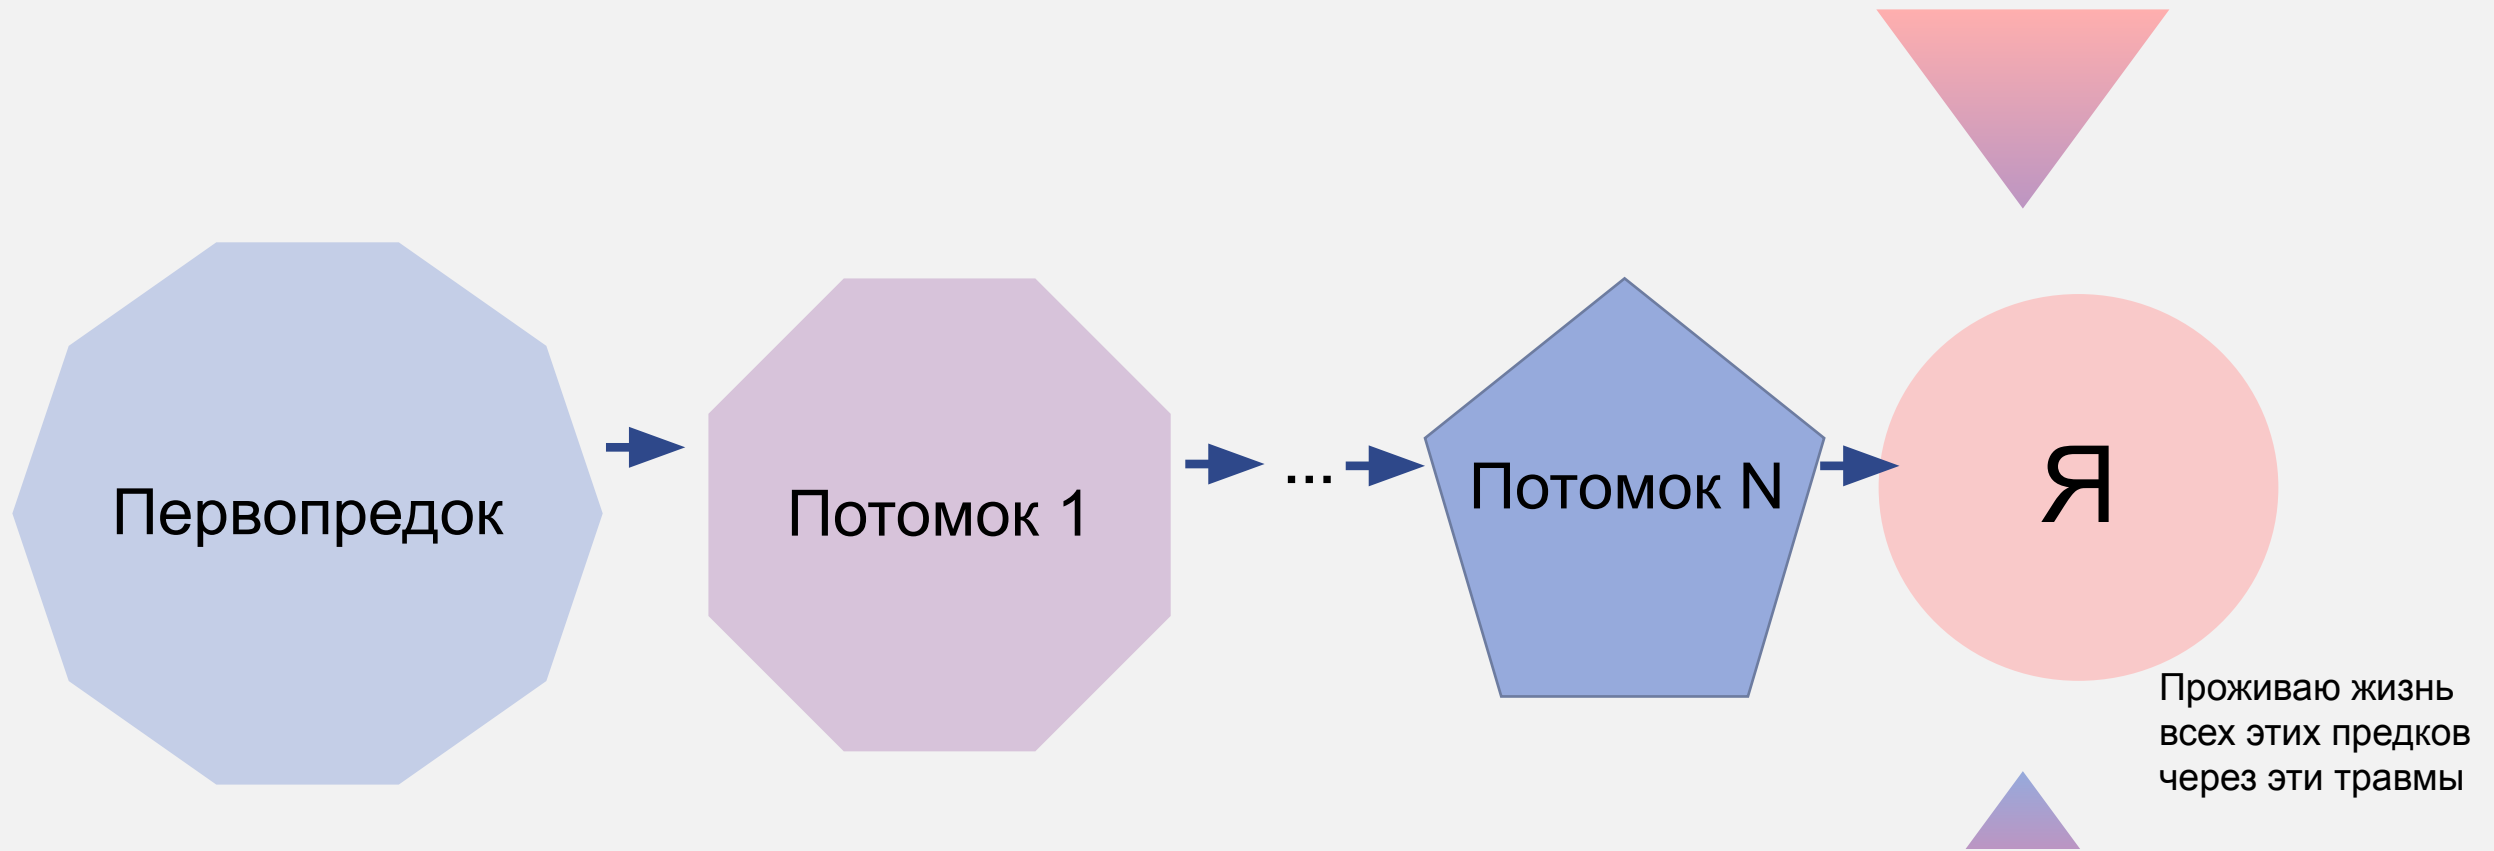 Первопредок
Потомок 1
...
Потомок N
Я
Проживаю жизнь
всех этих предков
через эти травмы